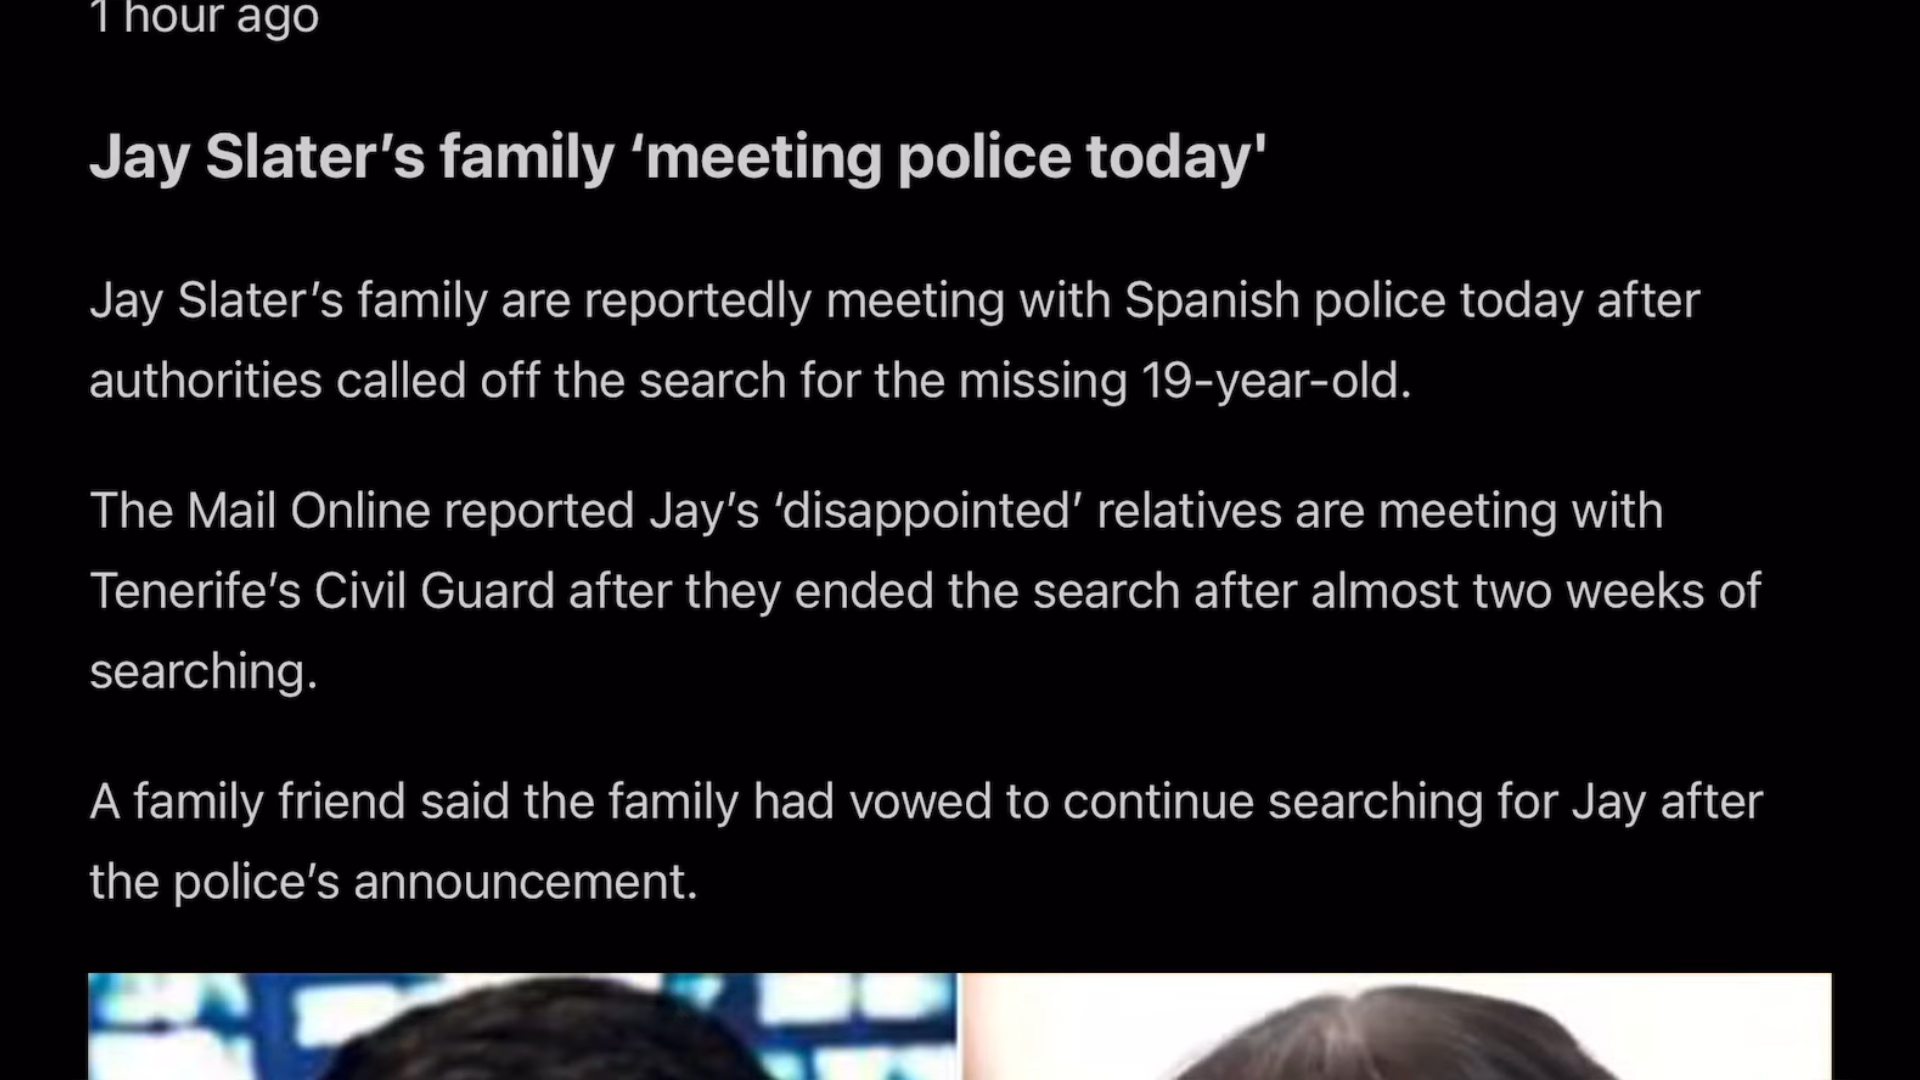 1 hour ago
Jay Slater’s family ‘meeting police today'
Jay Slater’s family are reportedly meeting with Spanish police today after
authorities called off the search for the missing 19-year-old.
The Mail Online reported Jay’s ‘disappointed’ relatives are meeting with
Tenerife’s Civil Guard after they ended the search after almost two weeks of
searching.
A family friend said the family had vowed to continue searching for Jay after
the police’s announcement.